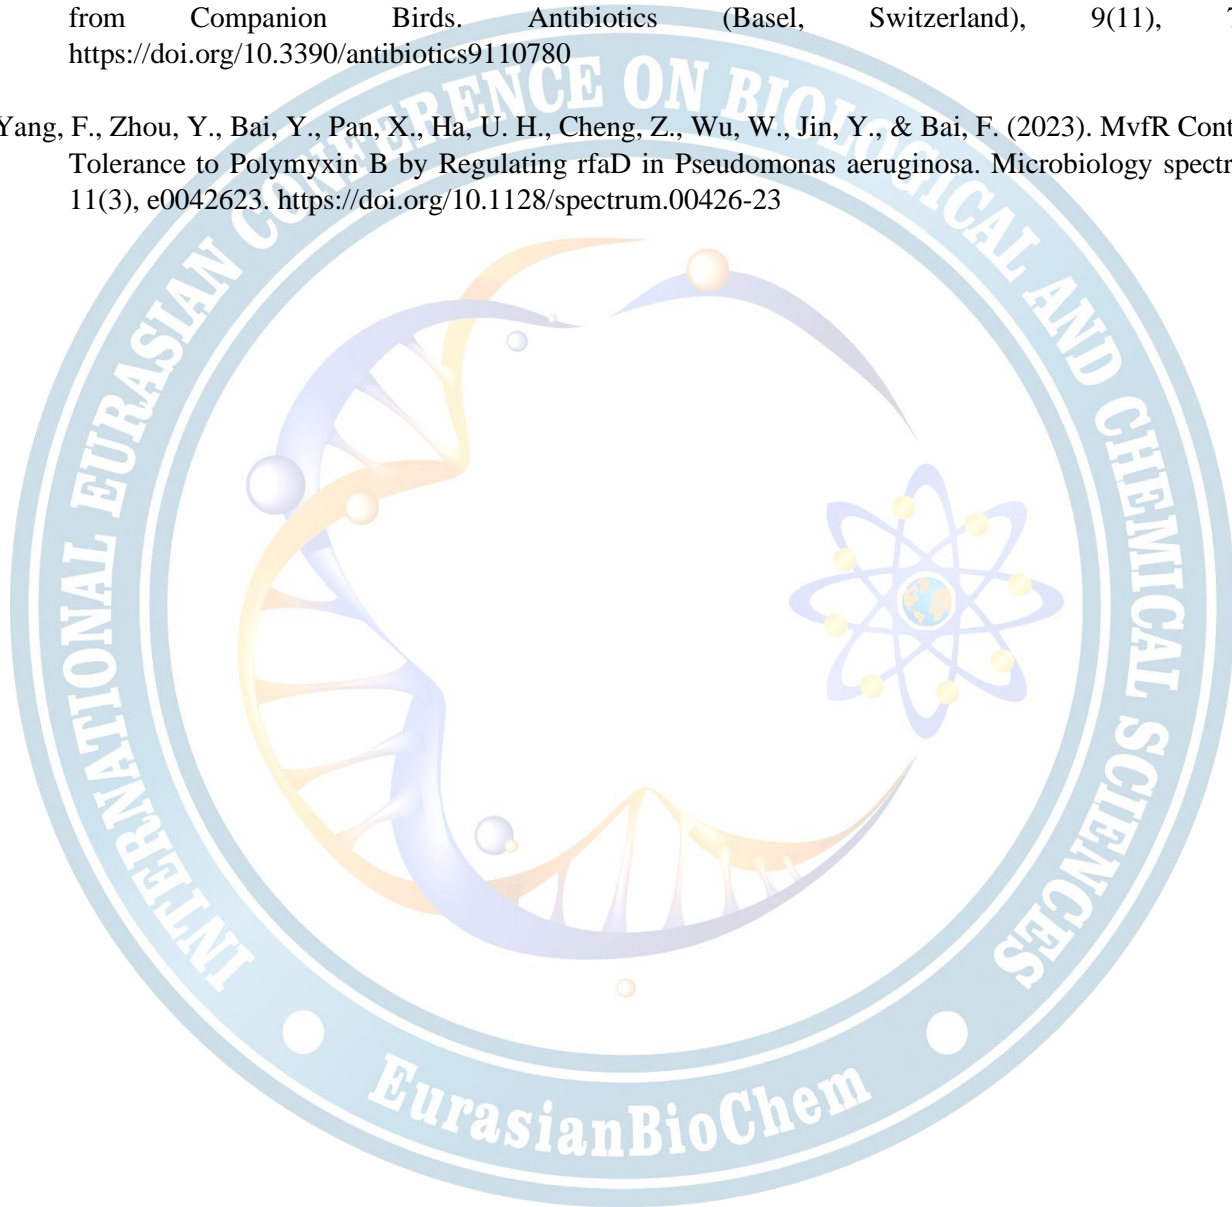 from Companion Birds. Antibiotics (Basel, Switzerland), 9(11),
https://doi.org/10.3390/antibiotics9110780
Yang, F., Zhou, Y., Bai, Y., Pan, X., Ha, U. H., Cheng, Z., Wu, W., Jin, Y., & Bai, F. (2023). MvfR
Tolerance to Polymyxin B by Regulating rfaD in Pseudomonas aeruginosa. Microbiology
11(3), e0042623. https://doi.org/10.1128/spectrum.00426-23
INTERNATIONAL EURASIAN CONFERENCE ON BIOLOGICAL AND CHEMICAL SCIENCES
EurasianBioChem